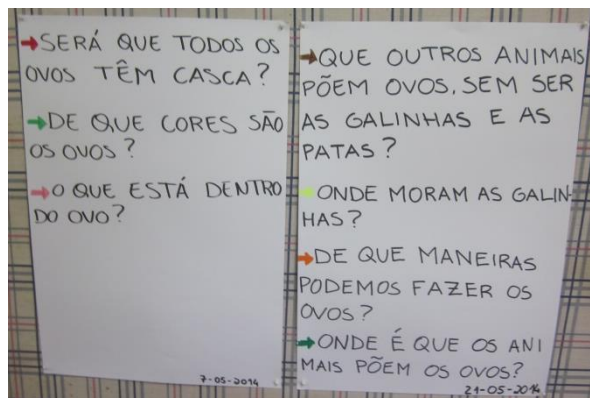 →SERÁ QUE TODOS OS
OVOS TÊM CASCA?
→DE QUE CORES SÃO
OS OVOS?
→O QUE ESTÁ DENTRO
DO OVO?
7-05-2014
→QUE OUTROS ANIMAIS
PÕEM OVOS, SEM SER
AS GALINHAS E AS
PATAS?
→ONDE MORAM AS GALIN-
HAS?
→DE QUE MANEIRAS
PODEMOS FAZER OS
OVOS?
→ONDE É QUE OS ANI
MAIS PÕEM OS OVOS?
21-05-2014